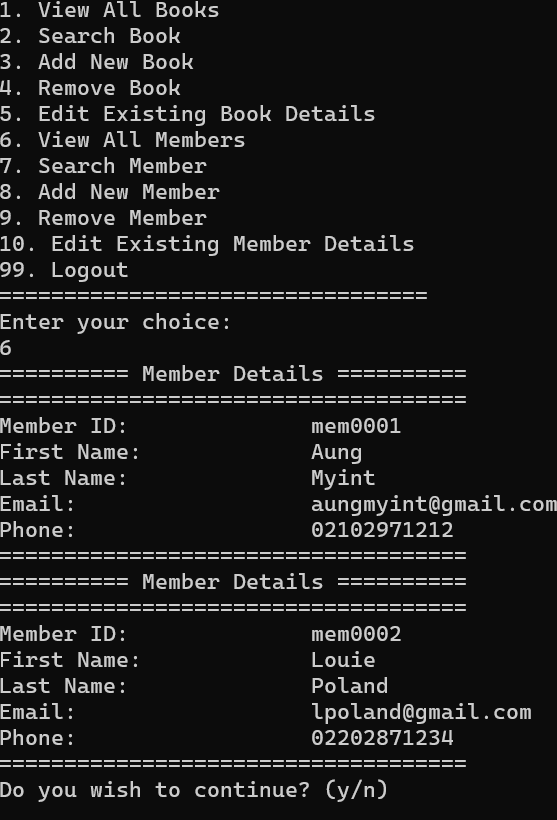 1. View All Books
2. Search Book
3. Add New Book
4. Remove Book
5. Edit Existing Book Details
6. View All Members
7. Search Member
8. Add New Member
9. Remove Member
10. Edit Existing Member Details
99. Logout
=================================
Enter your choice:
6
========== Member Details ==========
====================================
Member ID: mem0001
First Name: Aung
Last Name: Myint
Email: aungmyint@gmail.com
Phone: 02102971212
====================================
========== Member Details ==========
====================================
Member ID: mem0002
First Name: Louie
Last Name: Poland
Email: lpoland@gmail.com
Phone: 02202871234
====================================
Do you wish to continue? (y/n)